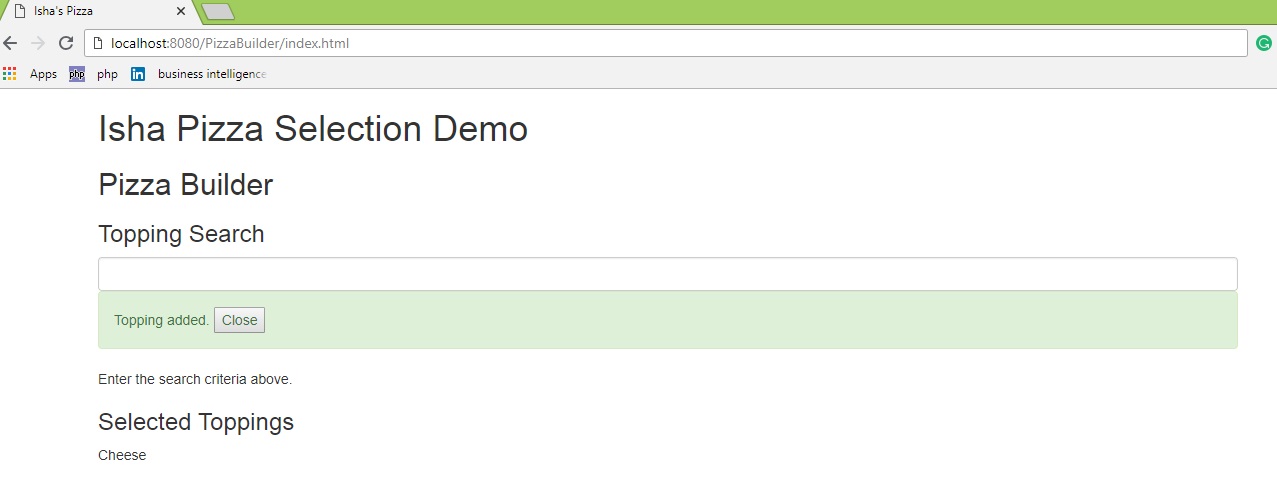 Isha's Pizza
localhost:8080/PizzaBuilder/index.html
Apps php php in business intelligence
Isha Pizza Selection Demo
Pizza Builder
Topping Search
Topping added. Close
Enter the search criteria above.
Selected Toppings
Cheese